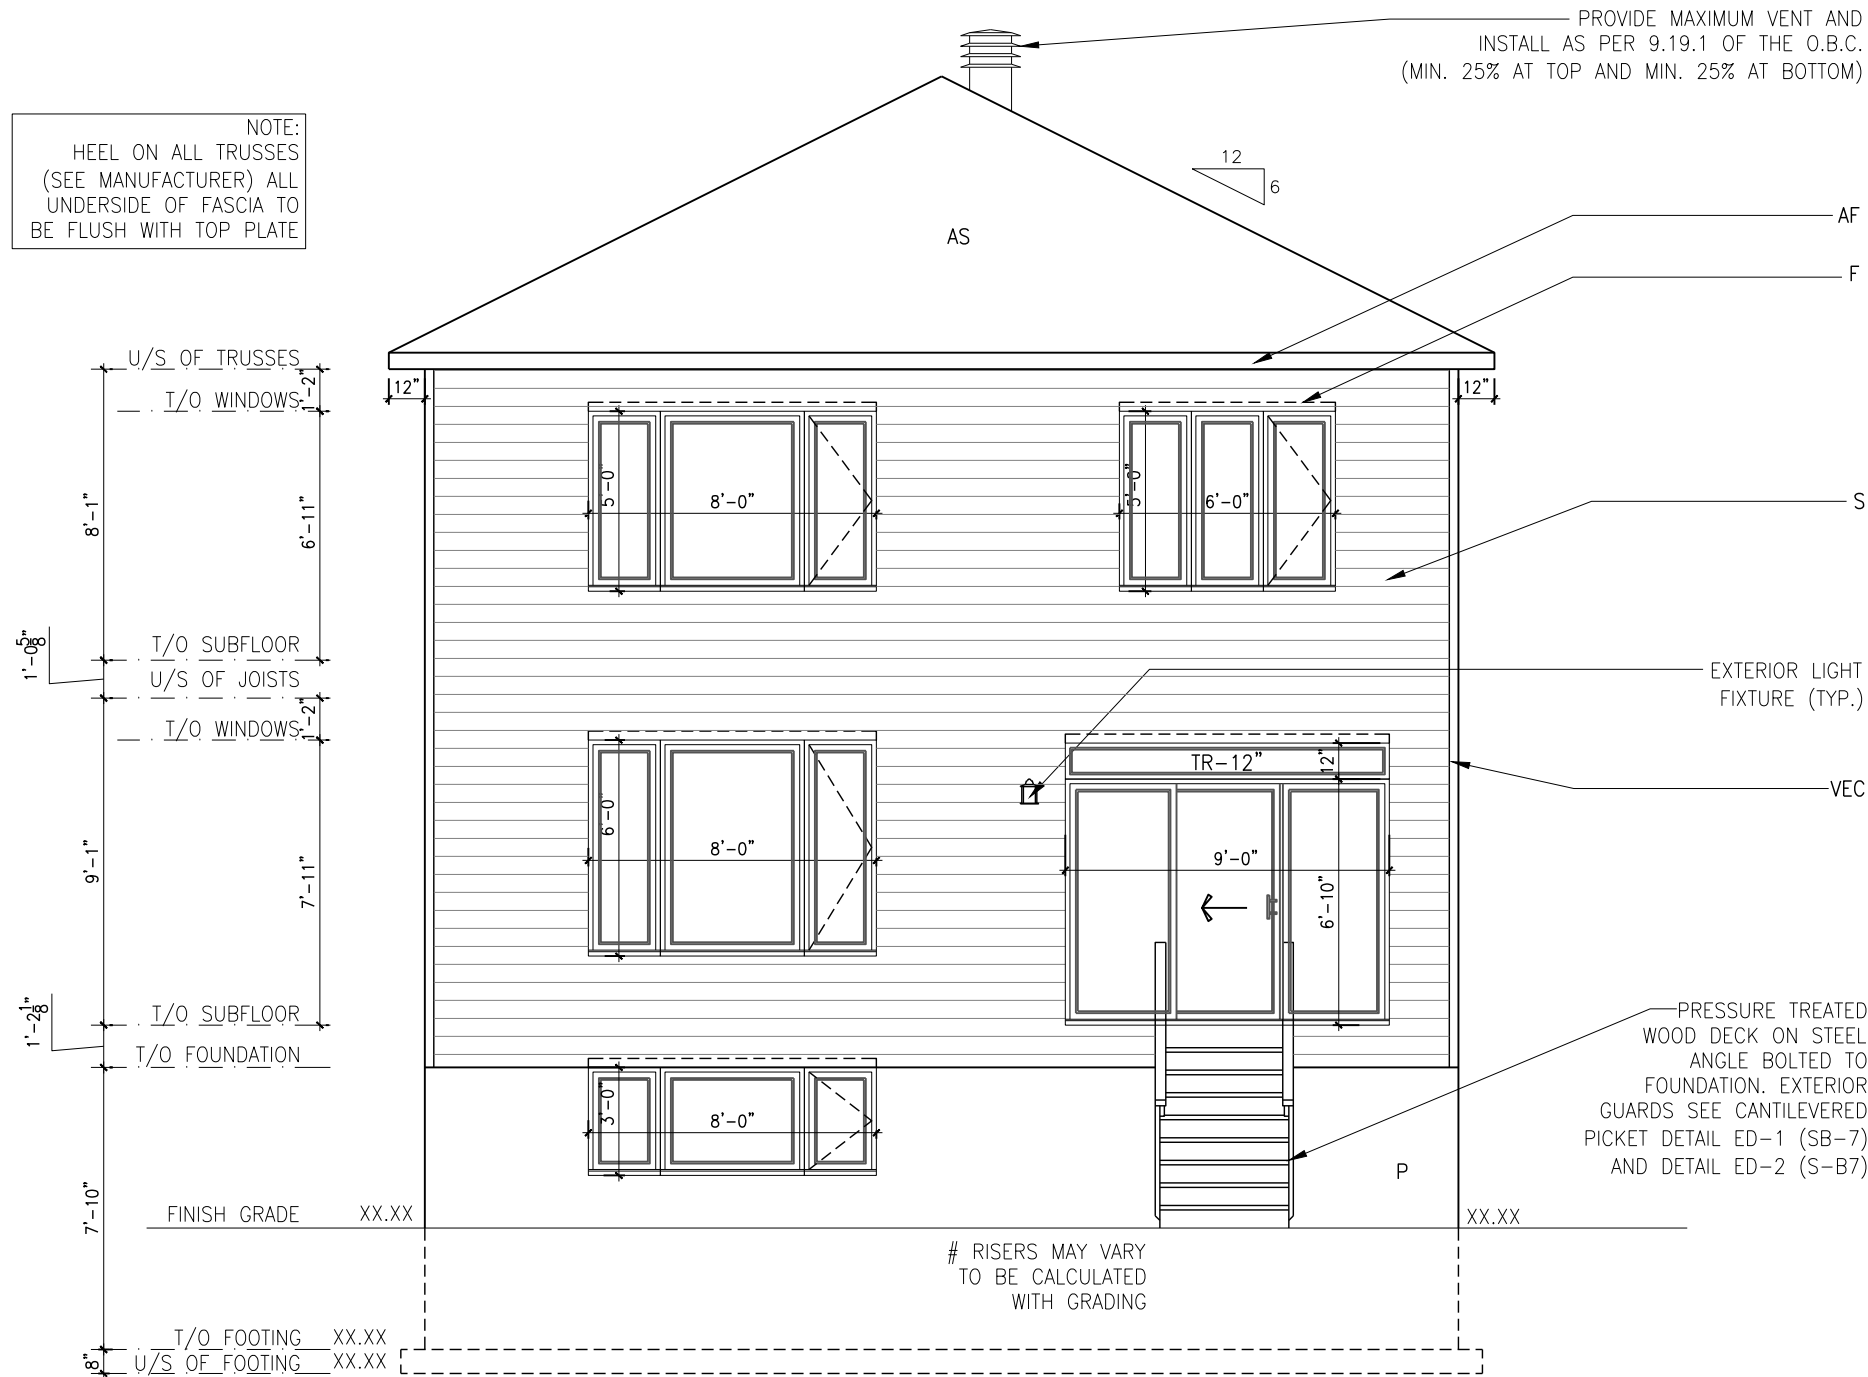 PROVIDE MAXIMUM VENT AND
INSTALL AS PER 9.19.1 OF THE O.B.C.
(MIN. 25% AT TOP AND MIN. 25% AT BOTTOM)
NOTE:
HEEL ON ALL TRUSSES
(SEE MANUFACTURER) ALL
UNDERSIDE OF FASCIA TO
BE FLUSH WITH TOP PLATE
12
6
AS
AF
F
U/S OF TRUSSES
1'-2"
T/O WINDOWS
12"
12"
8'-1"
6'-11"
5'-0"
8'-0"
5'-0"
6'-0"
S
1'-0 5/8"
T/O SUBFLOOR
U/S OF JOISTS
1'-2"
T/O WINDOWS
EXTERIOR LIGHT
FIXTURE (TYP.)
TR-12"
12"
VEC
9'-1"
7'-11"
6'-0"
8'-0"
9'-0"
6'-10"
1'-2 1/8"
T/O SUBFLOOR
T/O FOUNDATION
PRESSURE TREATED
WOOD DECK ON STEEL
ANGLE BOLTED TO
FOUNDATION. EXTERIOR
GUARDS SEE CANTILEVERED
PICKET DETAIL ED-1 (SB-7)
AND DETAIL ED-2 (S-B7)
3'-0"
8'-0"
P
7'-10"
FINISH GRADE XX.XX
XX.XX
# RISERS MAY VARY
TO BE CALCULATED
WITH GRADING
T/O FOOTING XX.XX
8"
U/S OF FOOTING XX.XX